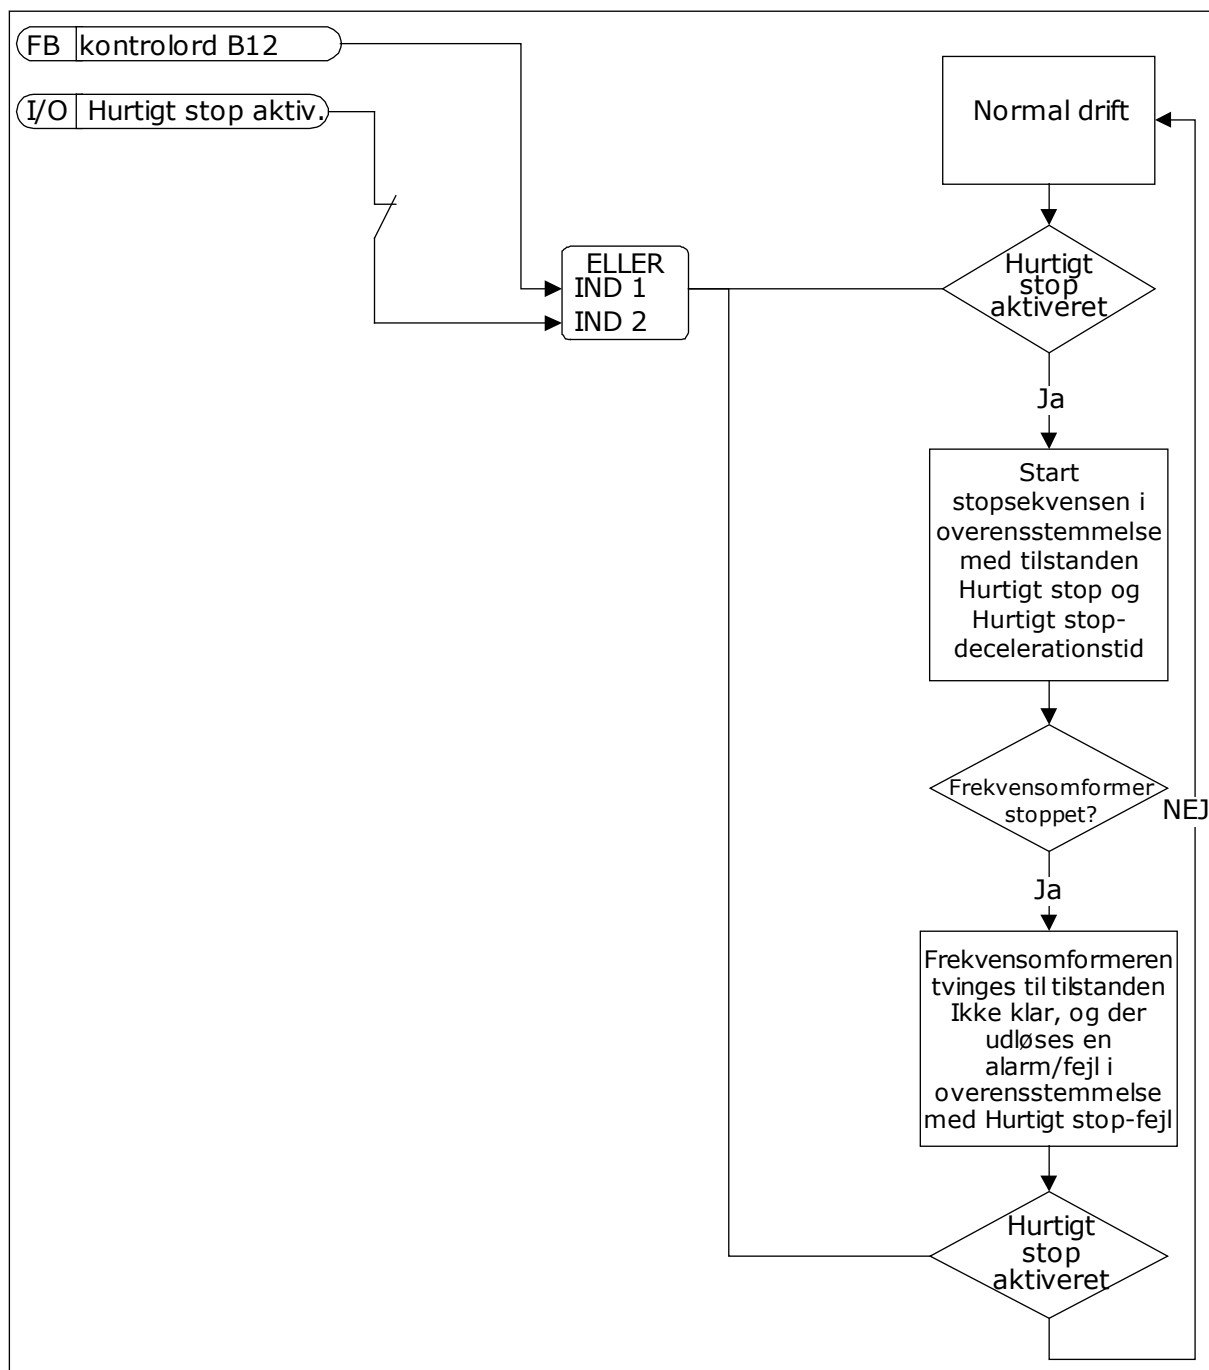 FB kontrolord B12
I/O Hurtigt stop aktiv.
ELLER
IND 1
IND 2
Normal drift
Hurtigt
stop
aktiveret
Ja
Start
stopsekvensen i
overensstemmelse
med tilstanden
Hurtigt stop og
Hurtigt stop-
decelerationstid
Frekvensomformer
stoppet?
NEJ
Ja
Frekvensomformeren
tvinges til tilstanden
Ikke klar, og der
udløses en
alarm/fejl i
overensstemmelse
med Hurtigt stop-fejl
Hurtigt
stop
aktiveret